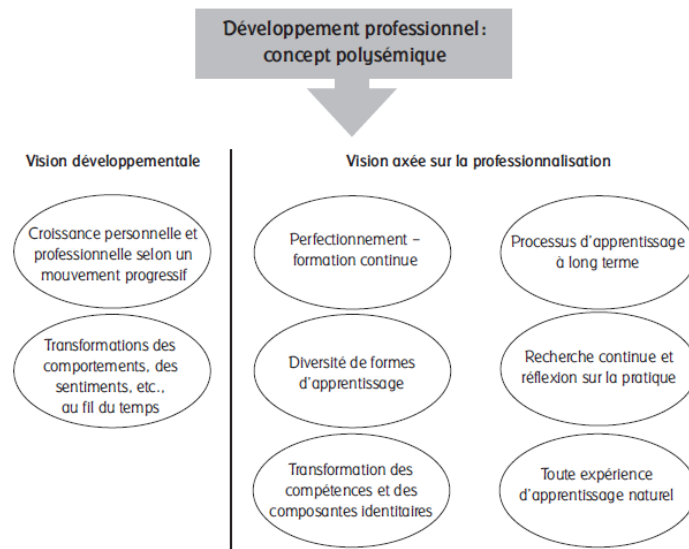 Développement professionnel :
concept polysémique
Vision développementale
Croissance personnelle et
professionnelle selon un
mouvement progressif
Transformations des
comportements, des
sentiments, etc.,
au fil du temps
Vision axée sur la professionnalisation
Perfectionnement –
formation continue
Processus d'apprentissage
à long terme
Diversité de formes
d'apprentissage
Recherche continue et
réflexion sur la pratique
Transformation des
compétences et des
composantes identitaires
Toute expérience
d'apprentissage naturel